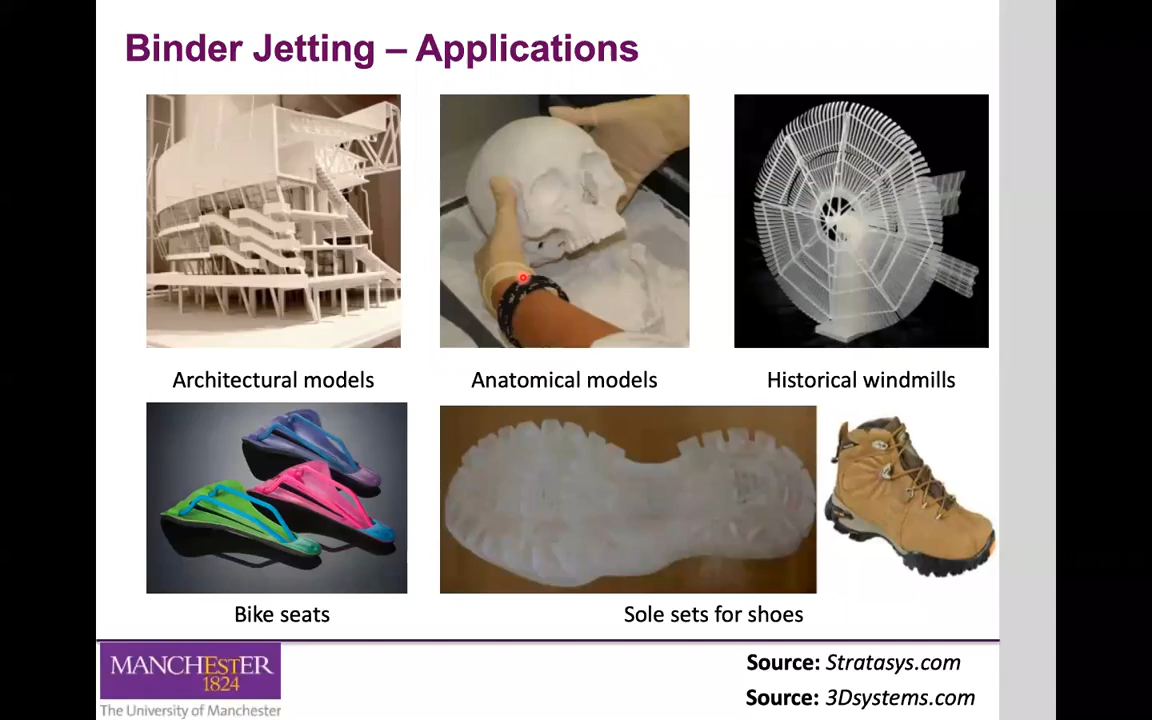 Binder Jetting – Applications
Architectural models
Anatomical models
Historical windmills
Bike seats
Sole sets for shoes
MANCHESTER
1824
The University of Manchester
Source: Stratasys.com
Source: 3Dsystems.com